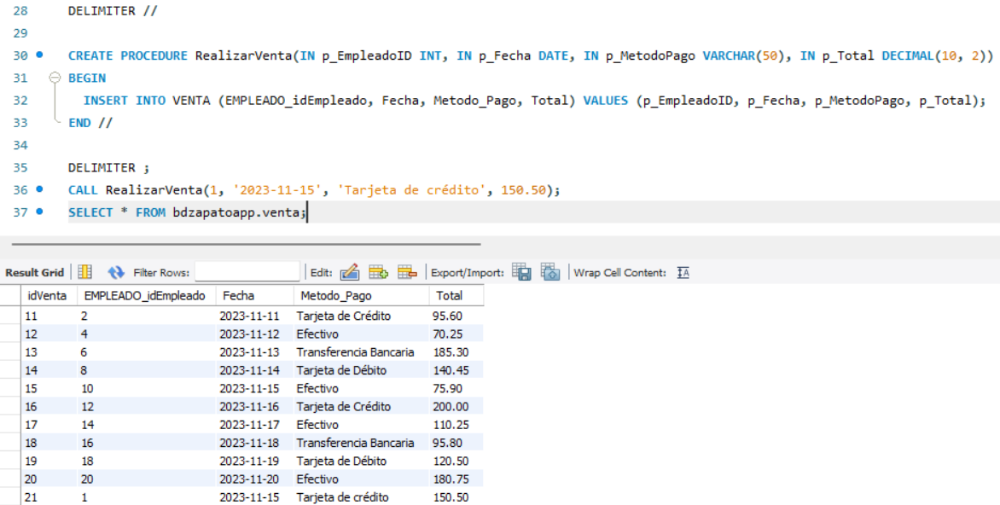 28 DELIMITER //
29
30 CREATE PROCEDURE RealizarVenta(IN p_EmpleadoID INT, IN p_Fecha DATE, IN p_MetodoPago VARCHAR(50), IN p_Total DECIMAL(10, 2))
31 BEGIN
32 INSERT INTO VENTA (EMPLEADO_idEmpleado, Fecha, Metodo_Pago, Total) VALUES (p_EmpleadoID, p_Fecha, p_MetodoPago, p_Total);
33 END //
34
35 DELIMITER ;
36 CALL RealizarVenta(1, '2023-11-15', 'Tarjeta de crédito', 150.50);
37 SELECT * FROM bdzapatoapp.venta;
Result Grid Filter Rows: Edit: Export/Import: Wrap Cell Content: IA
idVenta EMPLEADO_idEmpleado Fecha Metodo_Pago Total
11 2 2023-11-11 Tarjeta de Crédito 95.60
12 4 2023-11-12 Efectivo 70.25
13 6 2023-11-13 Transferencia Bancaria 185.30
14 8 2023-11-14 Tarjeta de Débito 140.45
15 10 2023-11-15 Efectivo 75.90
16 12 2023-11-16 Tarjeta de Crédito 200.00
17 14 2023-11-17 Efectivo 110.25
18 16 2023-11-18 Transferencia Bancaria 95.80
19 18 2023-11-19 Tarjeta de Débito 120.50
20 20 2023-11-20 Efectivo 180.75
21 1 2023-11-15 Tarjeta de crédito 150.50